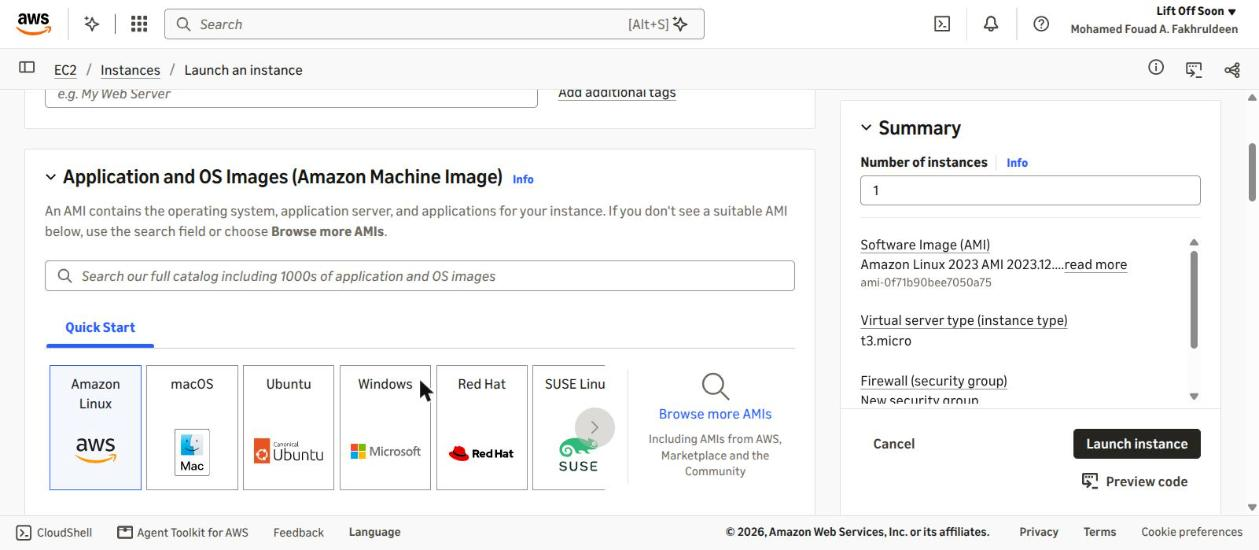 aws
Search
[Alt+S]
Lift Off Soon
Mohamed Fouad A. Fakhruldeen
EC2 / Instances / Launch an instance
e.g. My Web Server
Add additional tags
Application and OS Images (Amazon Machine Image) Info
An AMI contains the operating system, application server, and applications for your instance. If you don't see a suitable AMI
below, use the search field or choose Browse more AMIs.
Search our full catalog including 1000s of application and OS images
Quick Start
Amazon
Linux
aws
macOS
Mac
Ubuntu
Canonical
Ubuntu
Windows
Microsoft
Red Hat
Red Hat
SUSE Linu
SUSE
Browse more AMIs
Including AMIs from AWS,
Marketplace and the
Community
Summary
Number of instances Info
1
Software Image (AMI)
Amazon Linux 2023 AMI 2023.12....read more
ami-0f71b90bee7050a75
Virtual server type (instance type)
t3.micro
Firewall (security group)
New security group
Cancel
Launch instance
Preview code
CloudShell
Agent Toolkit for AWS
Feedback
Language
© 2026, Amazon Web Services, Inc. or its affiliates.
Privacy
Terms
Cookie preferences